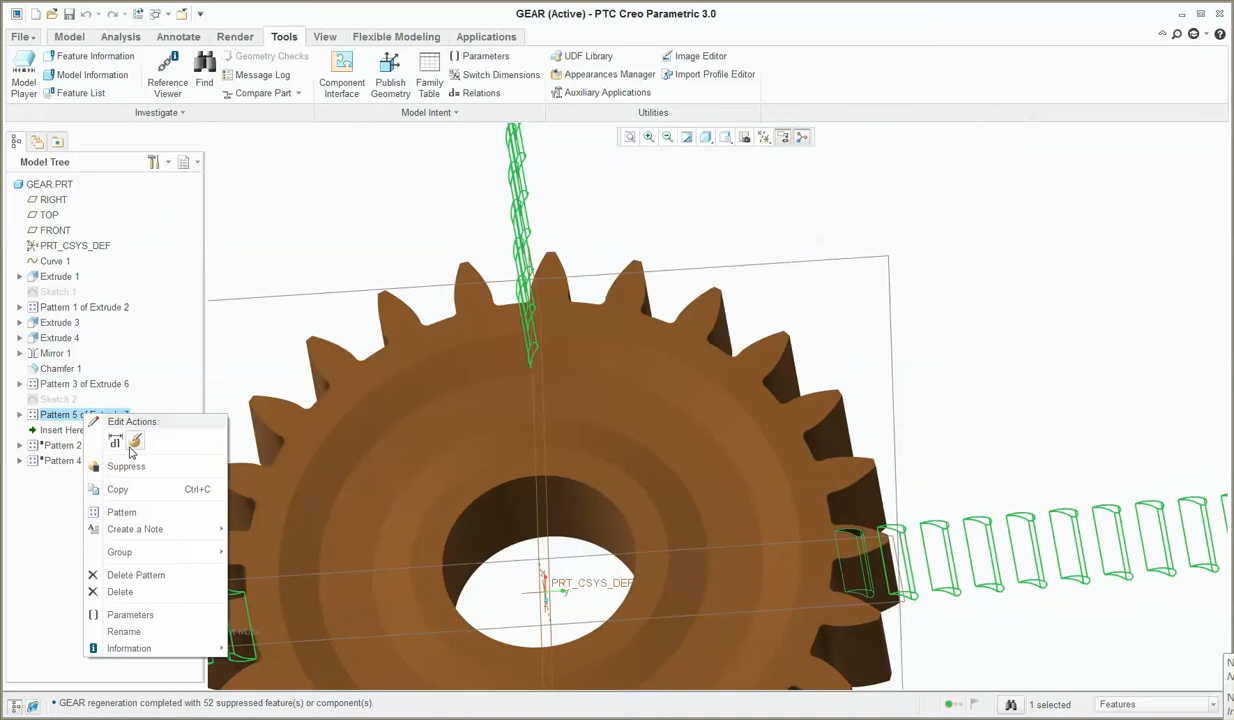 GEAR (Active) - PTC Creo Parametric 3.0
File Model Analysis Annotate Render Tools View Flexible Modeling Applications
Model Player
Feature Information
Model Information
Feature List
Reference Viewer
Find
Geometry Checks
Message Log
Compare Part
Investigate
Component Interface
Publish Geometry
Family Table
Parameters
Switch Dimensions
d= Relations
Model Intent
UDF Library
Appearances Manager
Auxiliary Applications
Image Editor
Import Profile Editor
Utilities
Model Tree
GEAR.PRT
RIGHT
TOP
FRONT
PRT_CSYS_DEF
Curve 1
Extrude 1
Sketch 1
Pattern 1 of Extrude 2
Extrude 3
Extrude 4
Mirror 1
Chamfer 1
Pattern 3 of Extrude 6
Sketch 2
Pattern 5 of Extrude 7
Insert Here
Pattern 2
Pattern 4
Edit Actions:
Suppress
Copy Ctrl+C
Pattern
Create a Note
Group
Delete Pattern
Delete
Parameters
Rename
Information
PRT_CSYS_DEF
y
• GEAR regeneration completed with 52 suppressed feature(s) or component(s).
1 selected
Features